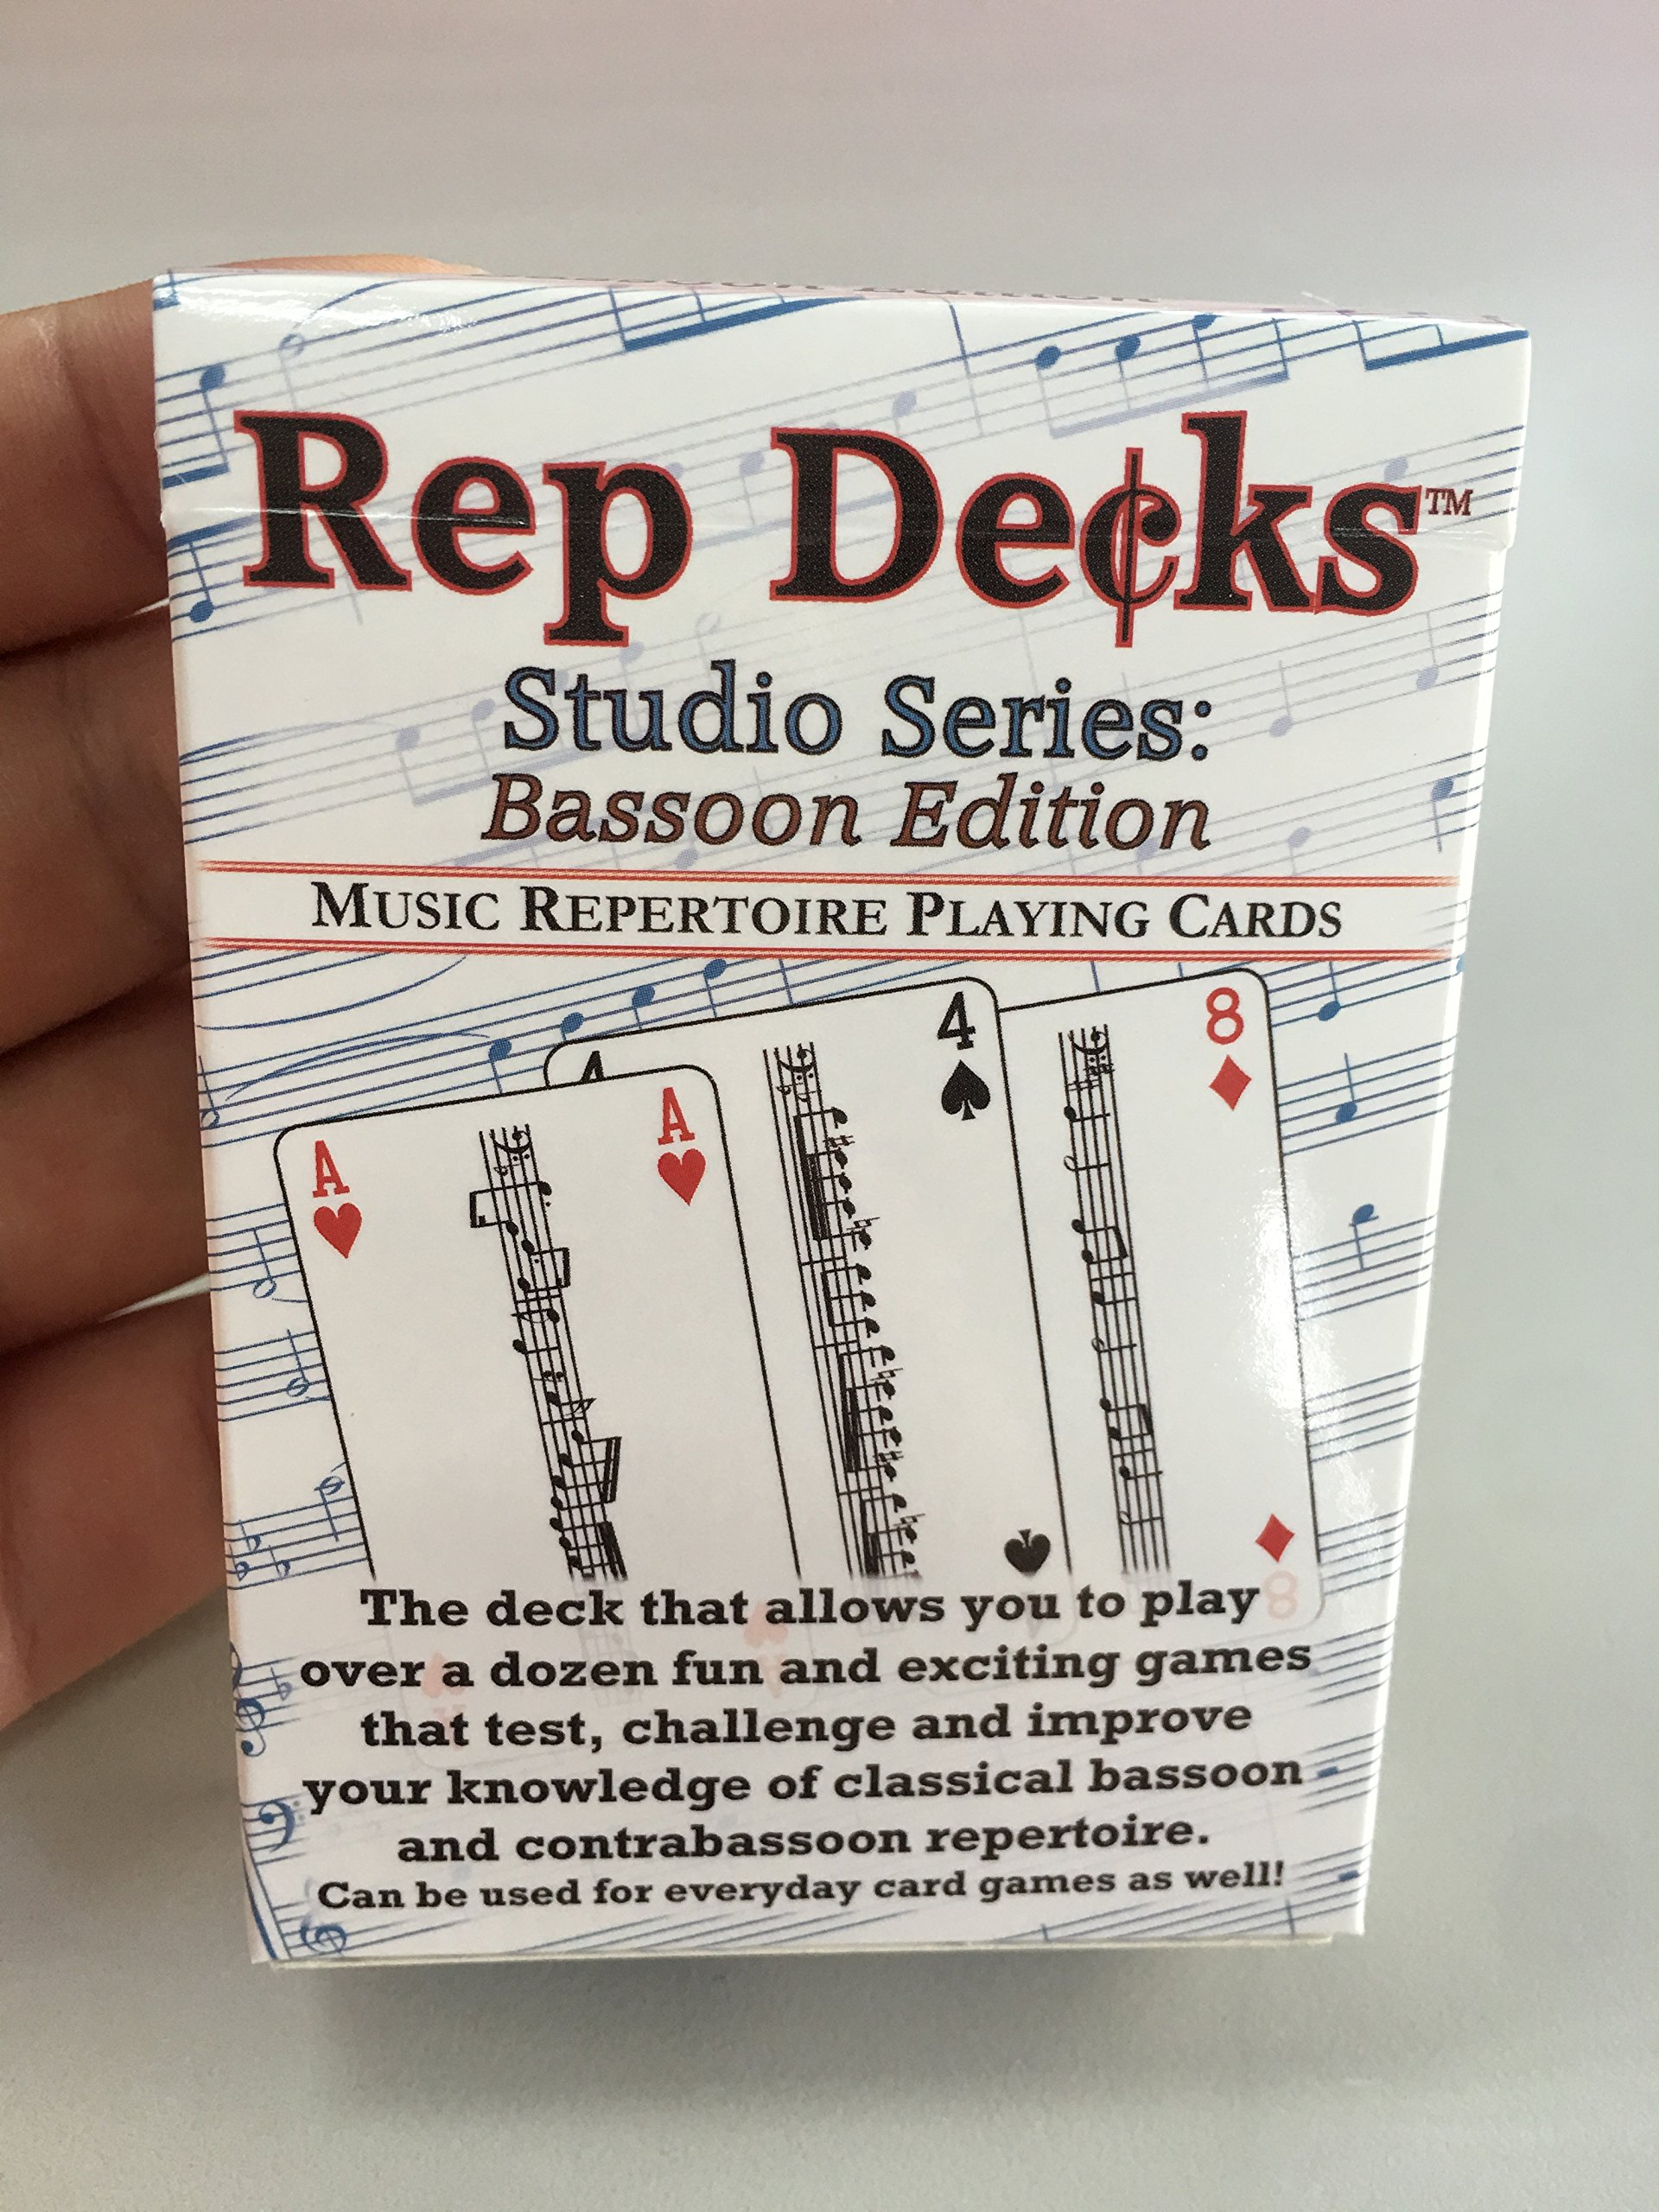 Rep De¢ks™
Studio Series:
Bassoon Edition
MUSIC REPERTOIRE PLAYING CARDS
4
8
4
A
A
The deck that allows you to play
8
over a dozen fun and exciting games
that test, challenge and improve
your knowledge of classical bassoon
and contrabassoon repertoire.
Can be used for everyday card games as well!